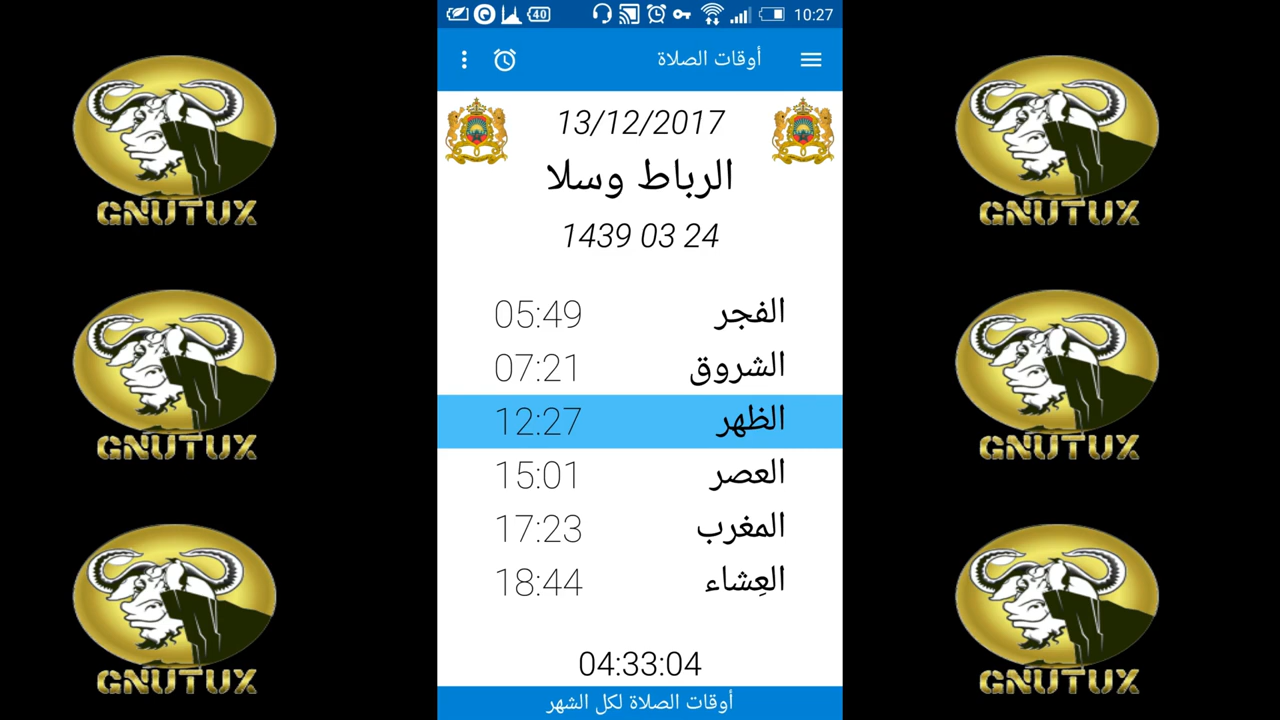 40 10:27
أوقات الصلاة
13/12/2017
الرباط وسلا
1439 03 24
الفجر 05:49
الشروق 07:21
الظهر 12:27
العصر 15:01
المغرب 17:23
العِشاء 18:44
04:33:04
أوقات الصلاة لكل الشهر
GNUTUX
GNUTUX
GNUTUX
GNUTUX
GNUTUX
GNUTUX